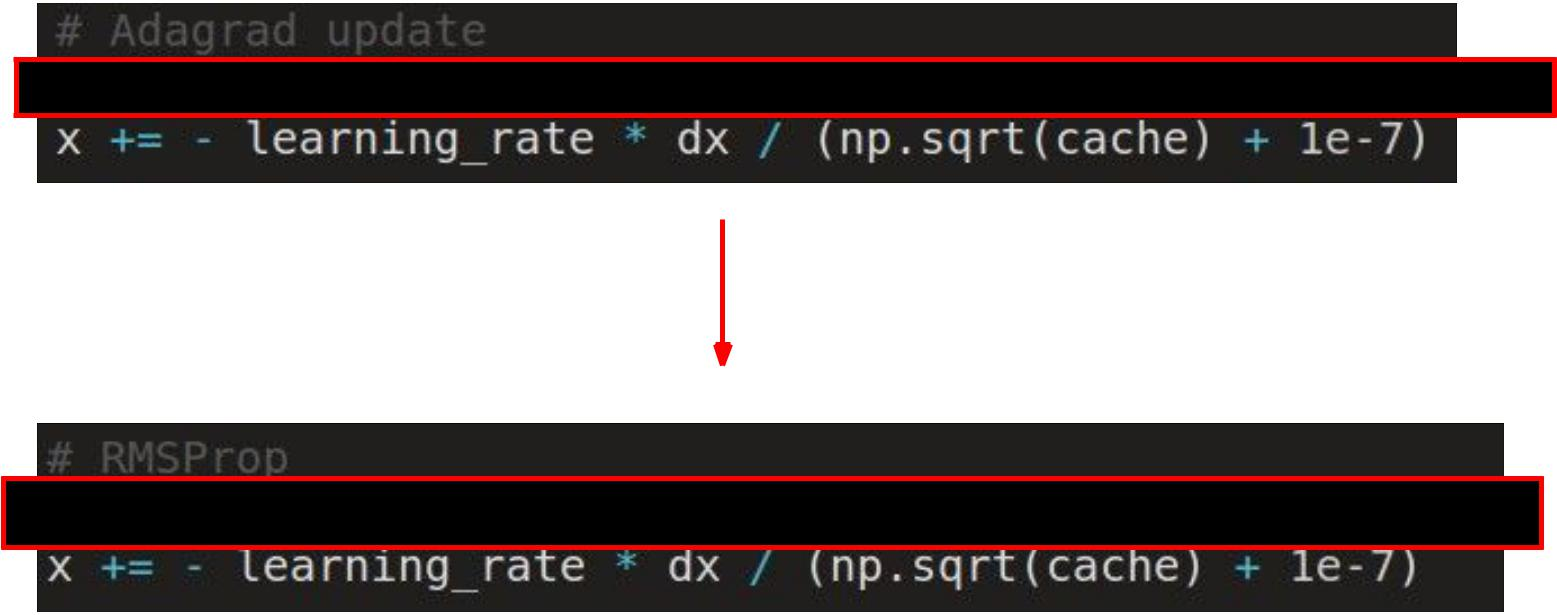 # Adagrad update
x += - learning_rate * dx / (np.sqrt(cache) + 1e-7)
# RMSProp
x += - learning_rate * dx / (np.sqrt(cache) + 1e-7)